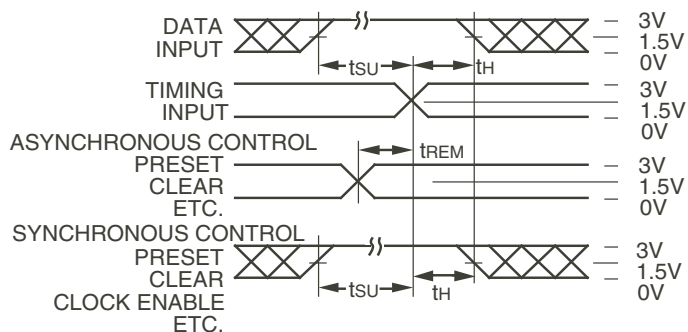 DATA
INPUT
3V
1.5V
0V
tSU
tH
TIMING
INPUT
3V
1.5V
0V
ASYNCHRONOUS CONTROL
tREM
PRESET
CLEAR
ETC.
3V
1.5V
0V
SYNCHRONOUS CONTROL
PRESET
CLEAR
CLOCK ENABLE
ETC.
3V
1.5V
0V
tSU
tH